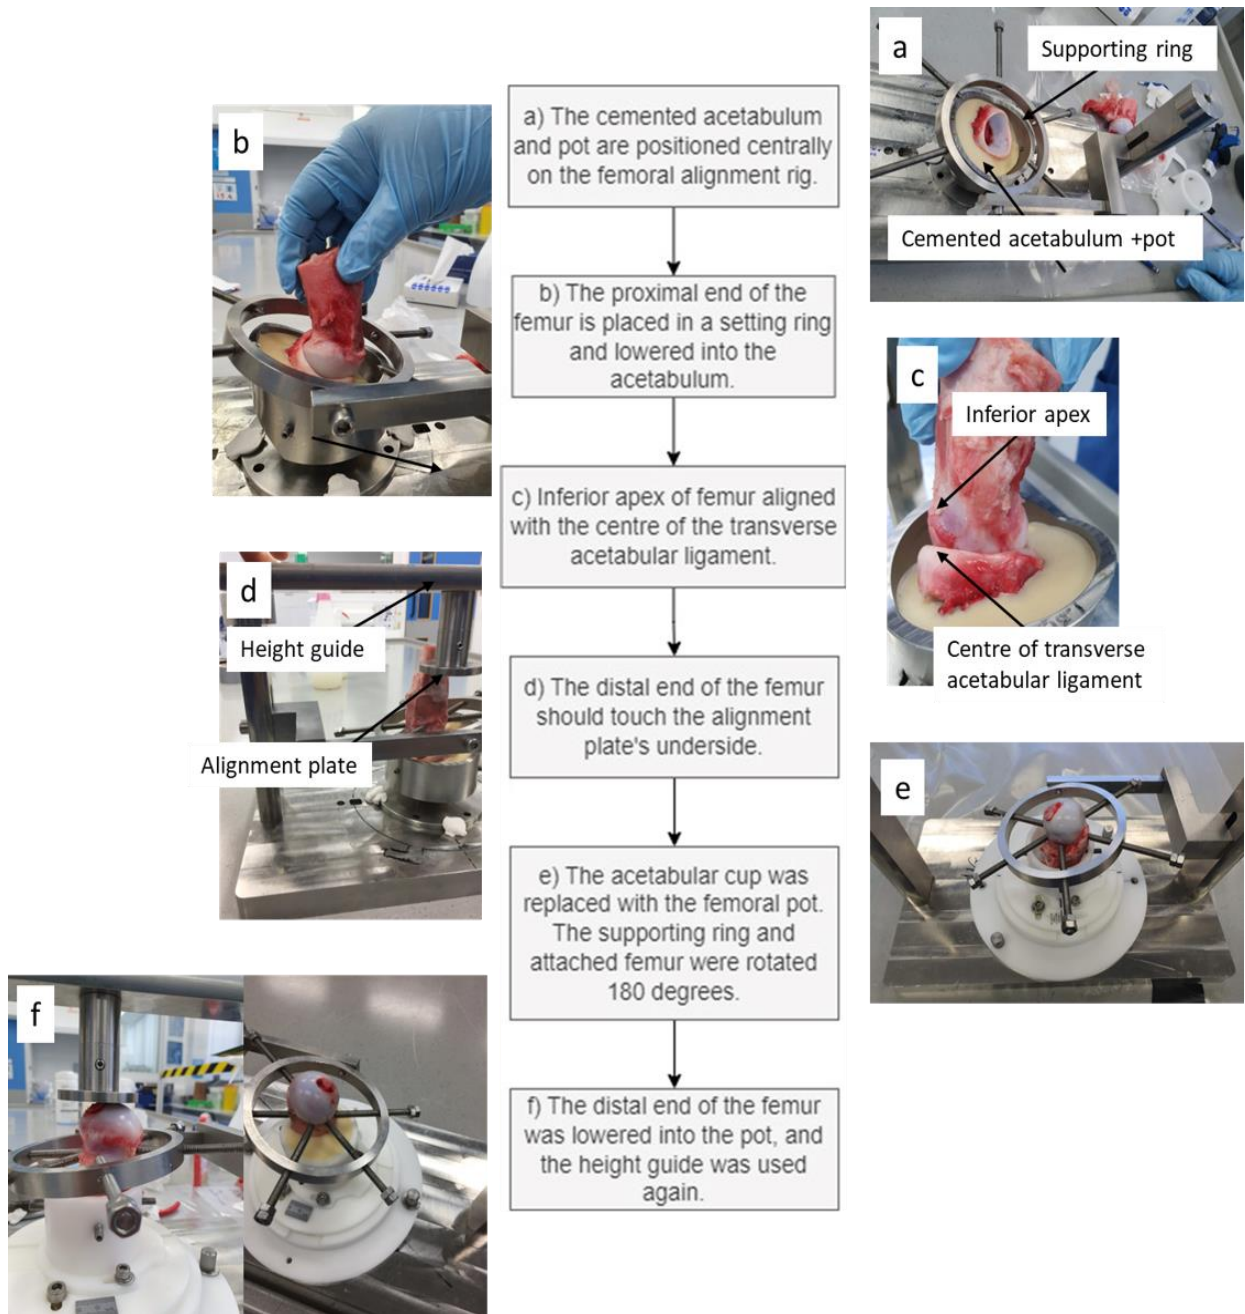 a
Supporting ring
Cemented acetabulum +pot
a) The cemented acetabulum
and pot are positioned centrally
on the femoral alignment rig.
b
b) The proximal end of the
femur is placed in a setting ring
and lowered into the
acetabulum.
c
Inferior apex
Centre of transverse
acetabular ligament
c) Inferior apex of femur aligned
with the centre of the transverse
acetabular ligament.
d
Height guide
Alignment plate
d) The distal end of the femur
should touch the alignment
plate's underside.
e
e) The acetabular cup was
replaced with the femoral pot.
The supporting ring and
attached femur were rotated
180 degrees.
f
f) The distal end of the femur
was lowered into the pot, and
the height guide was used
again.